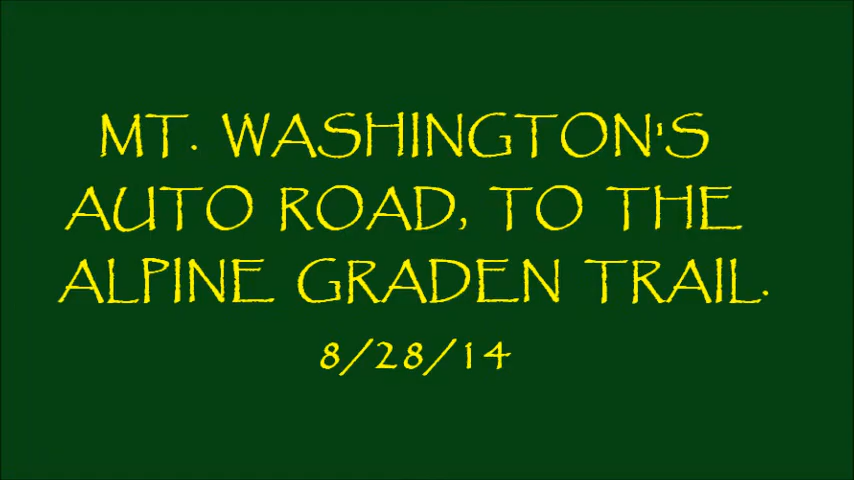 MT. WASHINGTON'S
AUTO ROAD, TO THE
ALPINE GRADEN TRAIL.
8/28/14